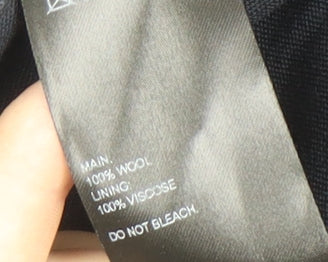 MAIN:
100% WOOL
LINING:
100% VISCOSE
DO NOT BLEACH.